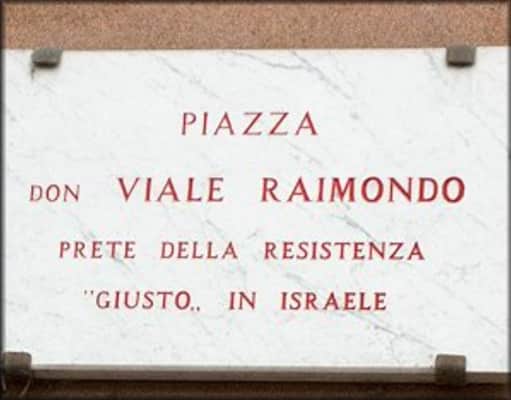 PIAZZA
DON VIALE RAIMONDO
PRETE DELLA RESISTENZA
"GIUSTO„ IN ISRAELE